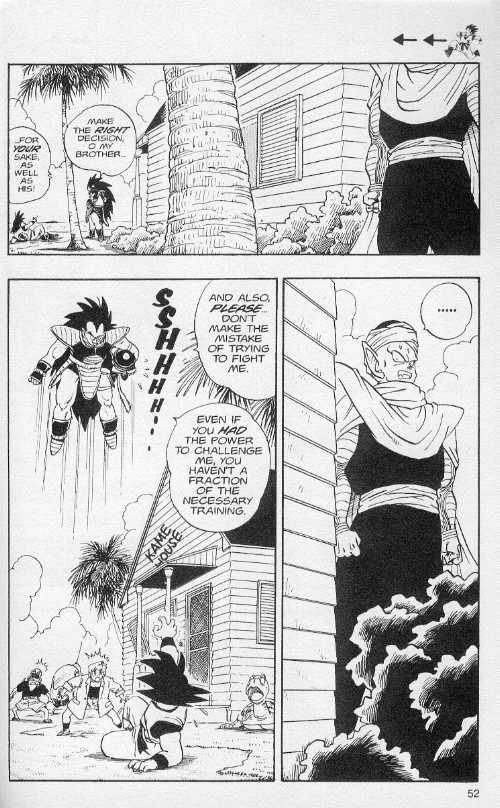 MAKE
THE RIGHT
DECISION,
O MY
BROTHER...
...FOR
YOUR
SAKE,
AS
WELL
AS
HIS!
.....
AND ALSO,
PLEASE...
DON'T
MAKE THE
MISTAKE
OF TRYING
TO FIGHT
ME.
EVEN IF
YOU HAD
THE POWER
TO CHALLENGE
ME, YOU
HAVEN'T A
FRACTION
OF THE
NECESSARY
TRAINING.
SSHHHHH...
KAME
HOUSE
52